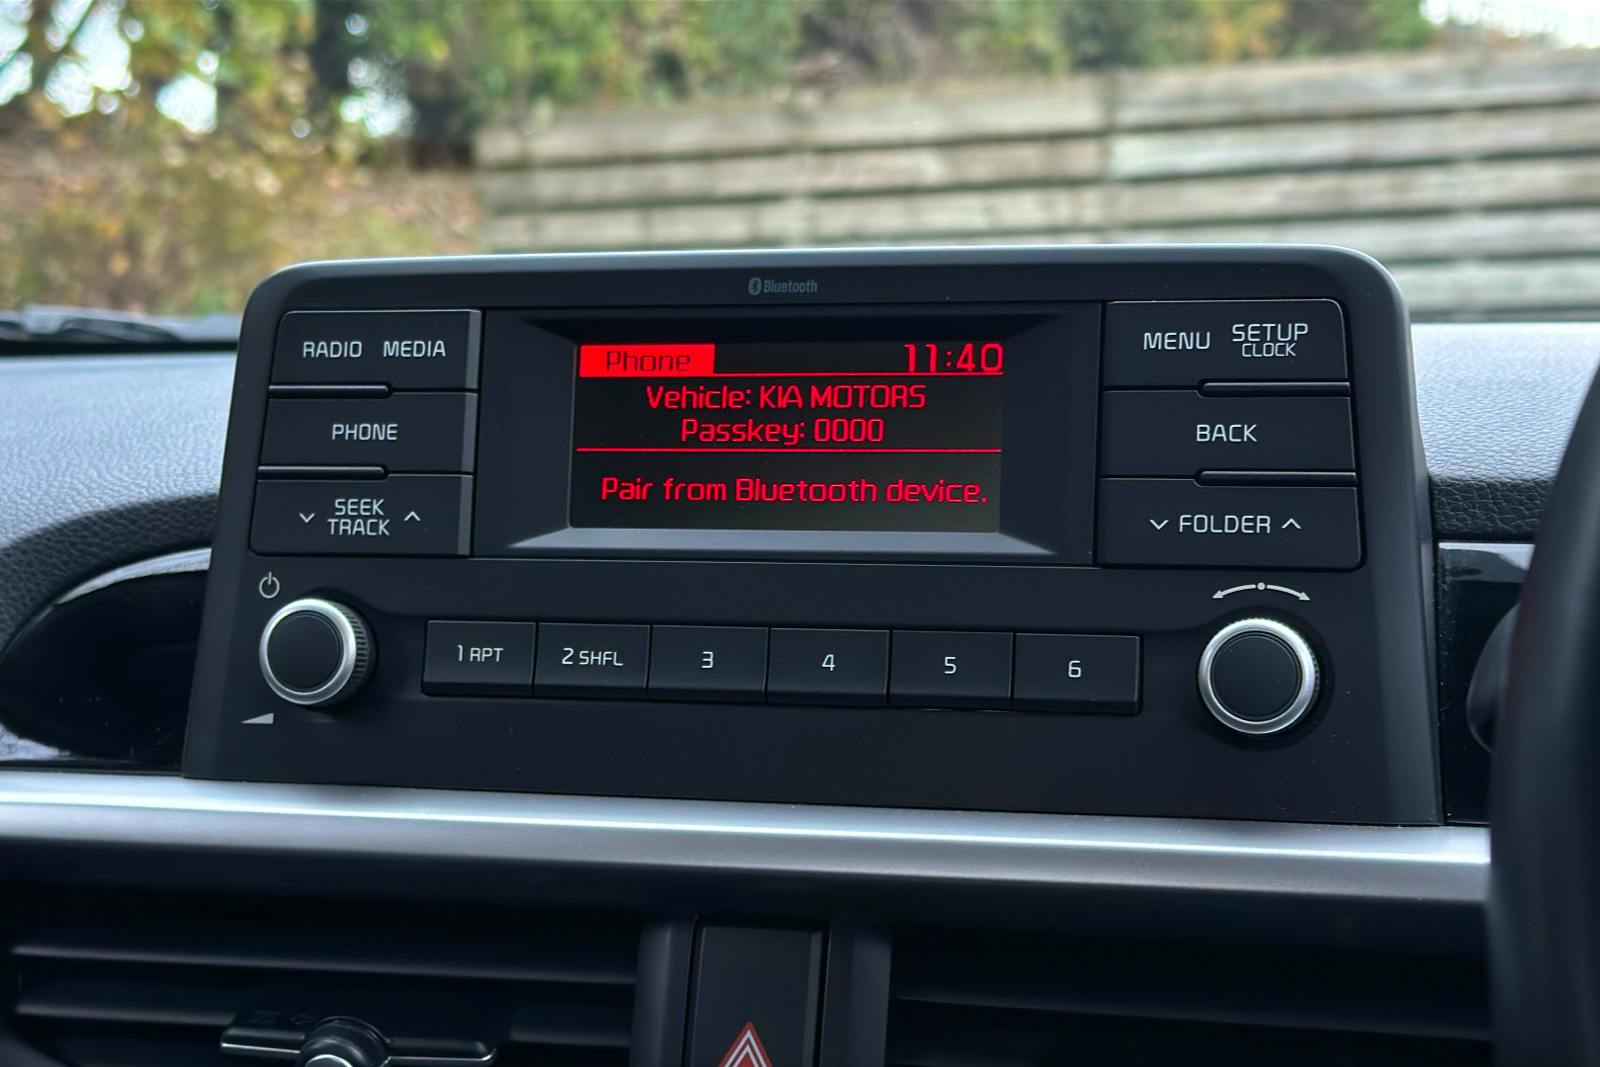 Bluetooth
RADIO MEDIA
PHONE
SEEK
TRACK
Phone 11:40
Vehicle: KIA MOTORS
Passkey: 0000
Pair from Bluetooth device.
MENU SETUP
CLOCK
BACK
FOLDER
1 RPT 2 SHFL 3 4 5 6